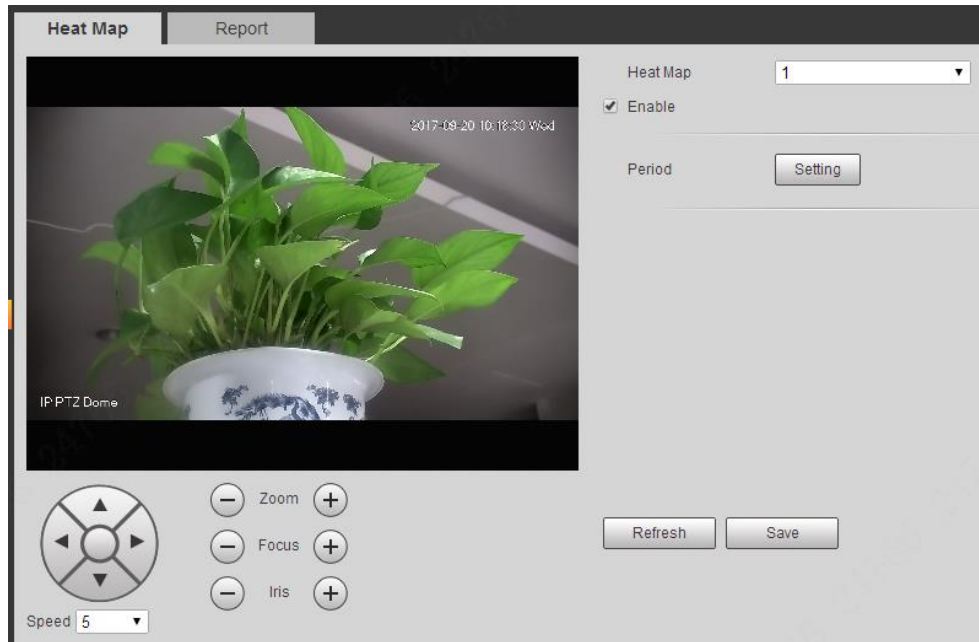 Heat Map Report
Heat Map 1
Enable
2017-09-20 10:18:30 Wed
Period Setting
IP PTZ Dome
Zoom
Focus
Iris
Refresh Save
Speed 5